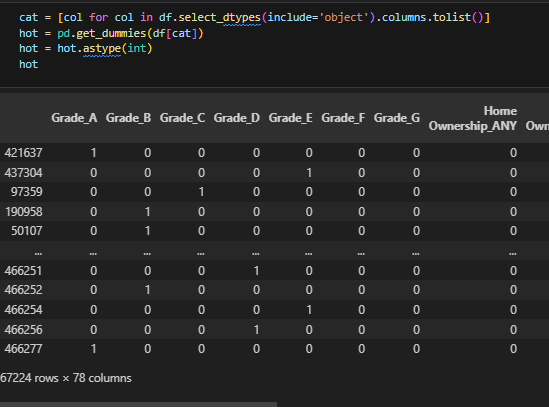 cat = [col for col in df.select_dtypes(include='object').columns.tolist()]
hot = pd.get_dummies(df[cat])
hot = hot.astype(int)
hot
Grade_A Grade_B Grade_C Grade_D Grade_E Grade_F Grade_G Home Ownership_ANY Own
421637 1 0 0 0 0 0 0 0
437304 0 0 0 0 1 0 0 0
97359 0 0 1 0 0 0 0 0
190958 0 1 0 0 0 0 0 0
50107 0 1 0 0 0 0 0 0
... ... ... ... ... ... ... ... ...
466251 0 0 0 1 0 0 0 0
466252 0 1 0 0 0 0 0 0
466254 0 0 0 0 1 0 0 0
466256 0 0 0 1 0 0 0 0
466277 1 0 0 0 0 0 0 0
67224 rows × 78 columns